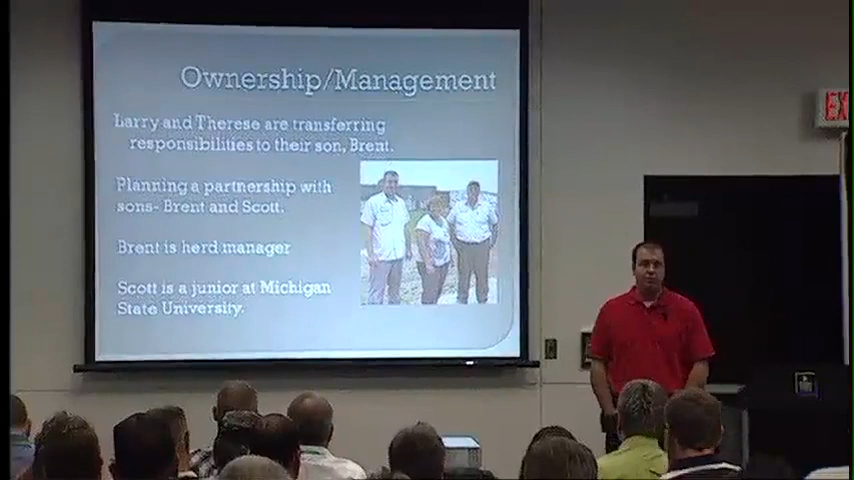 Ownership/Management
Larry and Therese are transferring
responsibilities to their son, Brent.
Planning a partnership with
sons- Brent and Scott.
Brent is herd manager
Scott is a junior at Michigan
State University.
EX